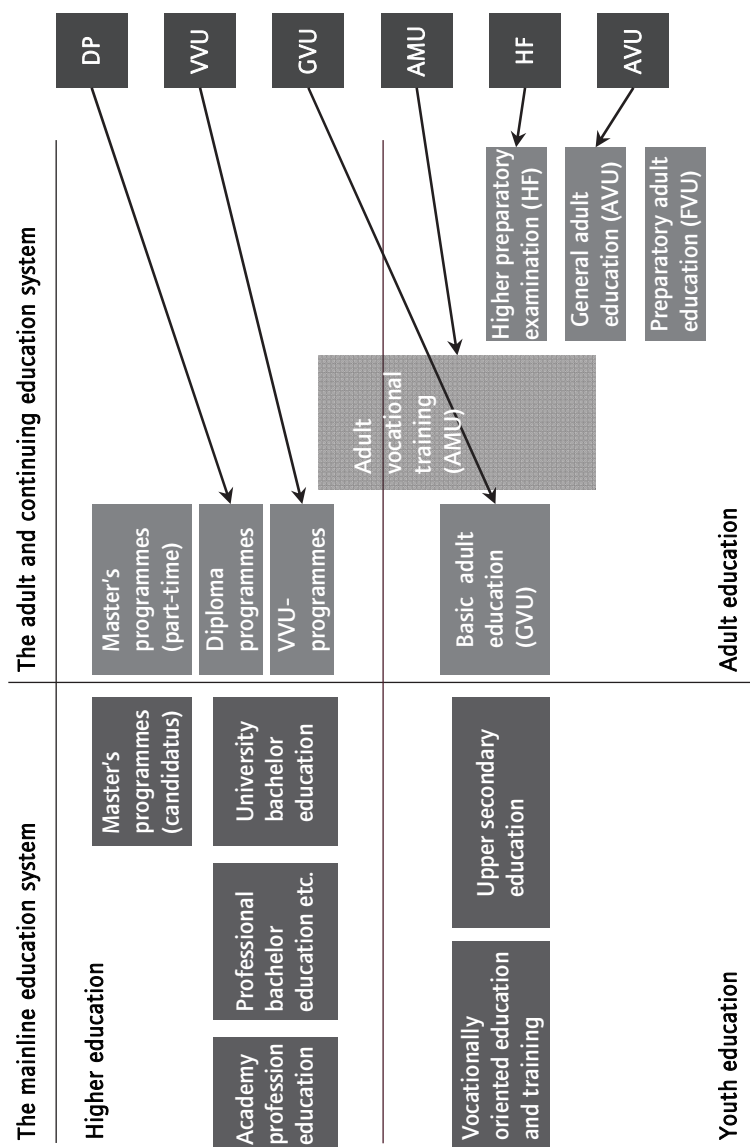 The mainline education system
The adult and continuing education system
Higher education
Master's
programmes
(candidatus)
Academy
profession
education
Professional
bachelor
education etc.
University
bachelor
education
Master's
programmes
(part-time)
Diploma
programmes
VVU-
programmes
Vocationally
oriented education
and training
Upper secondary
education
Basic adult
education
(GVU)
Adult
vocational
training
(AMU)
Higher preparatory
examination (HF)
General adult
education (AVU)
Preparatory adult
education (FVU)
Youth education
Adult education
DP
VVU
GVU
AMU
HF
AVU